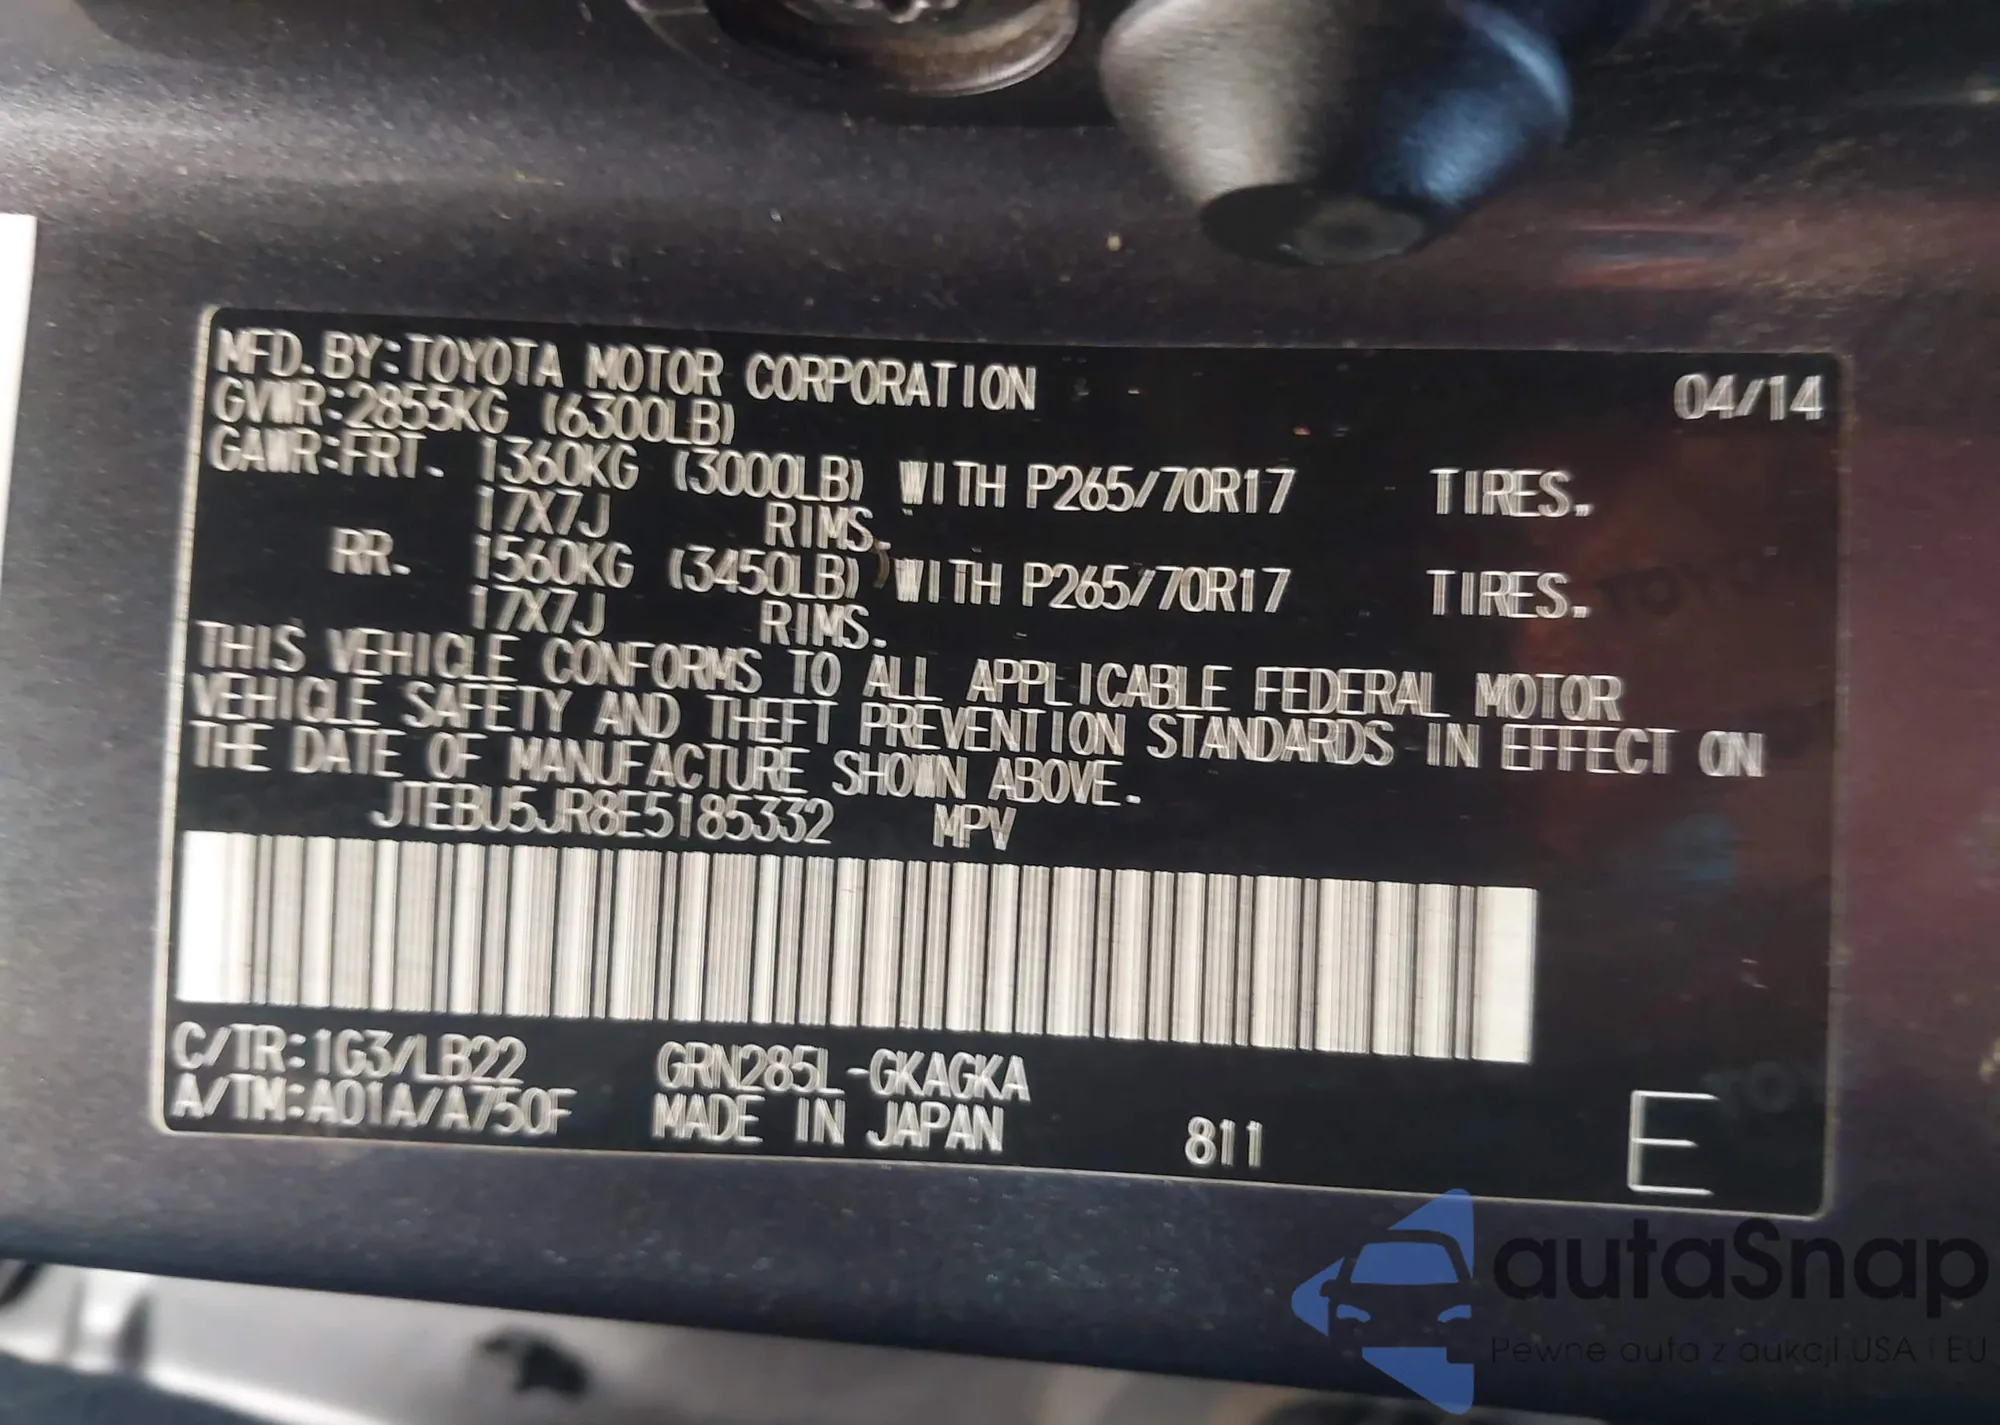 MFD. BY:TOYOTA MOTOR CORPORATION 04/14
GVWR:2855KG (6300LB)
GAWR:FRT. 1360KG (3000LB) WITH P265/70R17 TIRES,
17X7J RIMS.
RR. 1560KG (3450LB) WITH P265/70R17 TIRES,
17X7J RIMS.
THIS VEHICLE CONFORMS TO ALL APPLICABLE FEDERAL MOTOR
VEHICLE SAFETY AND THEFT PREVENTION STANDARDS IN EFFECT ON
THE DATE OF MANUFACTURE SHOWN ABOVE.
JTEBU5JR8E5185332 MPV
C/TR:1G3/LB22 GRN285L-GKAGKA
A/TM:A01A/A750F MADE IN JAPAN 811 E
autaSnap
Pewne auta z aukcji USA i EU